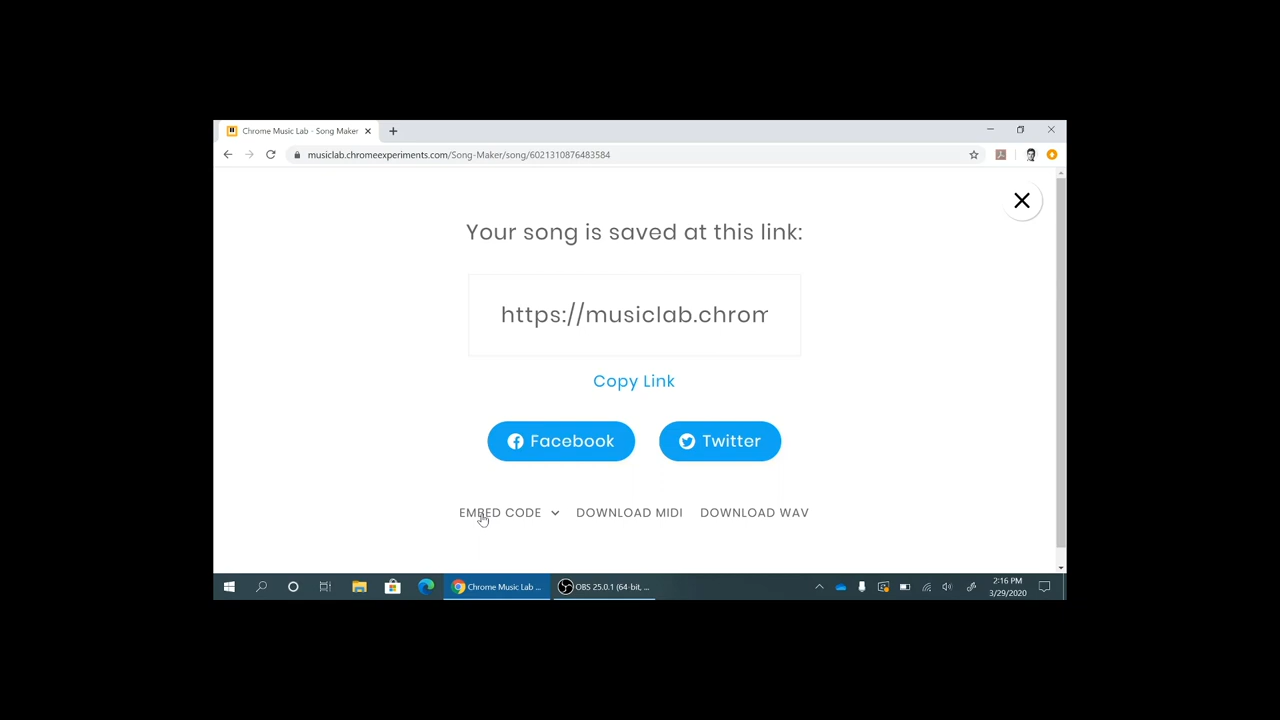 Chrome Music Lab - Song Maker
musiclab.chromeexperiments.com/Song-Maker/song/6021310876483584
Your song is saved at this link:
https://musiclab.chrom
Copy Link
Facebook
Twitter
EMBED CODE
DOWNLOAD MIDI
DOWNLOAD WAV
Chrome Music Lab ...
OBS 25.0.1 (64-bit, ...
2:16 PM
3/29/2020